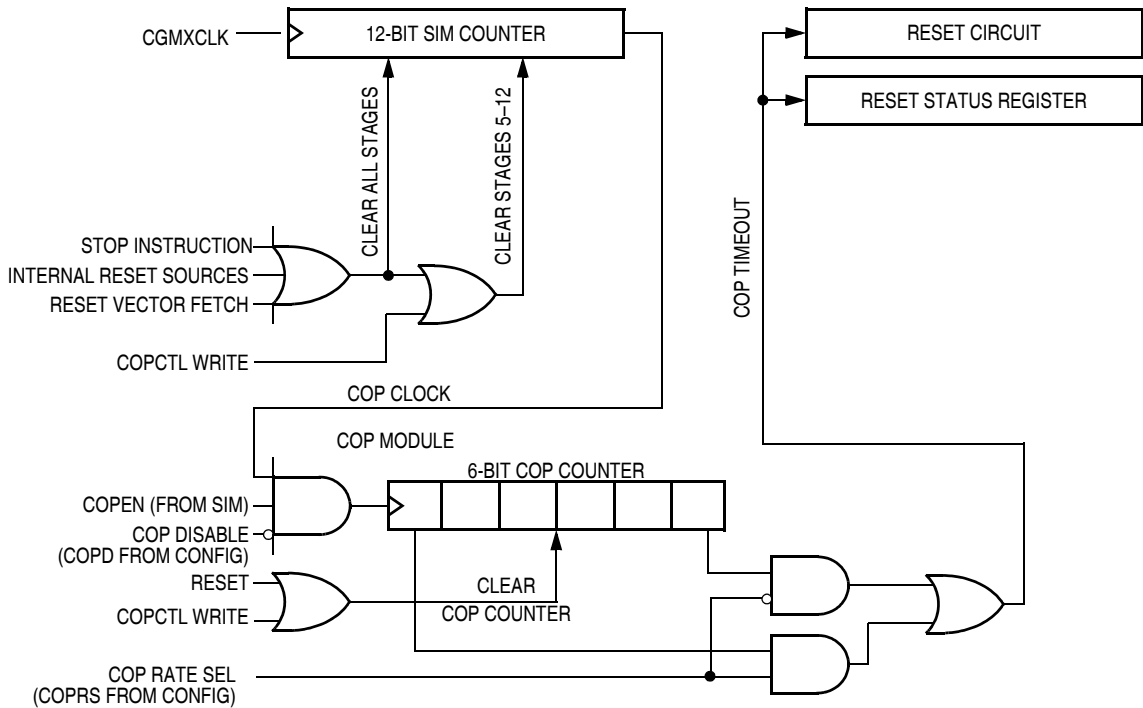 CGMXCLK
12-BIT SIM COUNTER
RESET CIRCUIT
RESET STATUS REGISTER
CLEAR ALL STAGES
CLEAR STAGES 5–12
COP TIMEOUT
STOP INSTRUCTION
INTERNAL RESET SOURCES
RESET VECTOR FETCH
COPCTL WRITE
COP CLOCK
COP MODULE
6-BIT COP COUNTER
COPEN (FROM SIM)
COP DISABLE
(COPD FROM CONFIG)
RESET
COPCTL WRITE
CLEAR
COP COUNTER
COP RATE SEL
(COPRS FROM CONFIG)